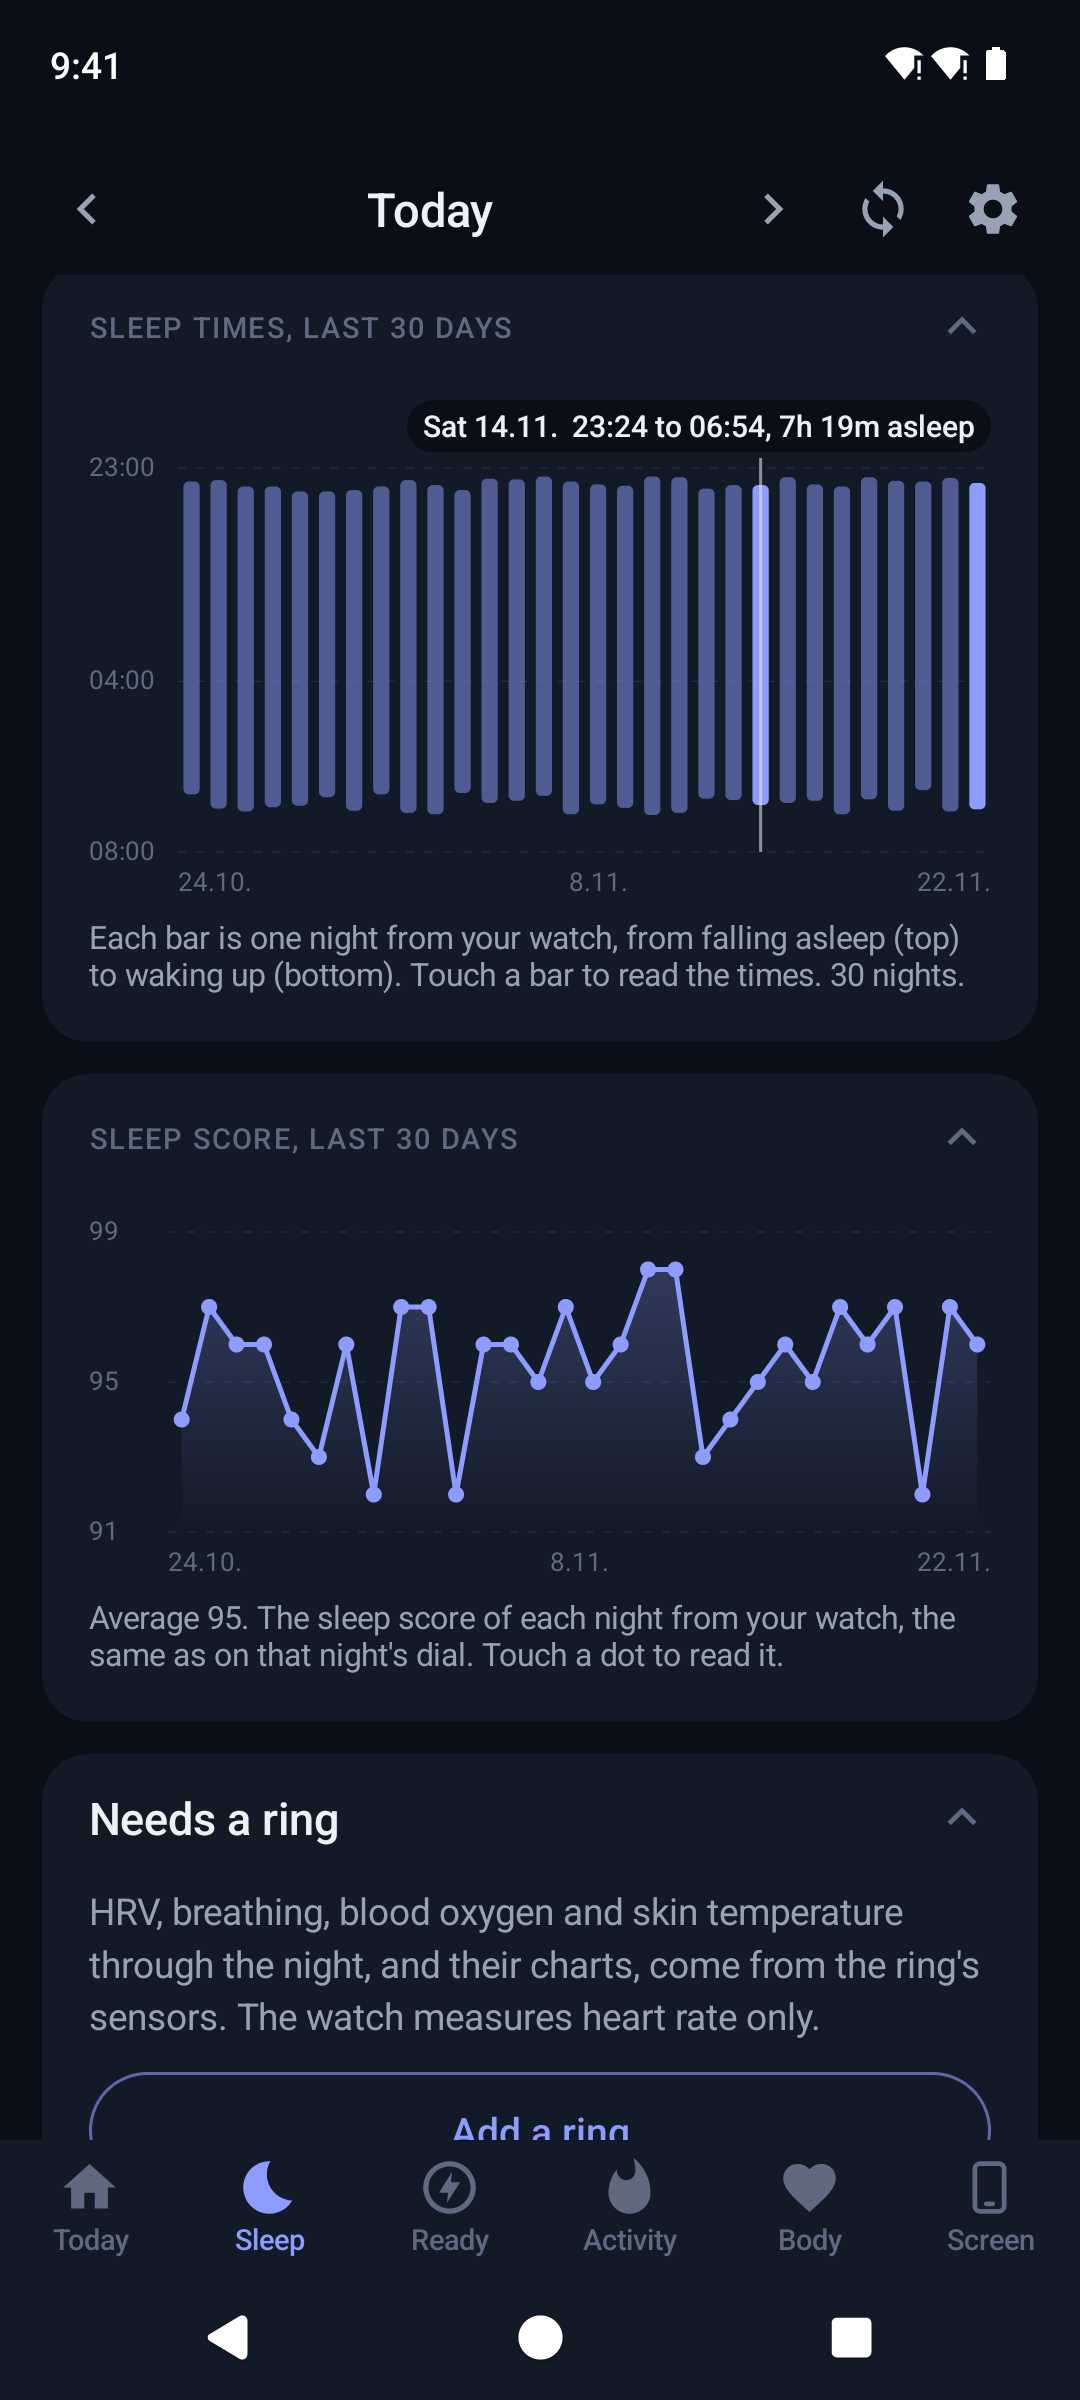 9:41
Today
SLEEP TIMES, LAST 30 DAYS
Sat 14.11.  23:24 to 06:54, 7h 19m asleep
23:00
04:00
08:00
24.10.
8.11.
22.11.
Each bar is one night from your watch, from falling asleep (top)
to waking up (bottom). Touch a bar to read the times. 30 nights.
SLEEP SCORE, LAST 30 DAYS
99
95
91
24.10.
8.11.
22.11.
Average 95. The sleep score of each night from your watch, the
same as on that night's dial. Touch a dot to read it.
Needs a ring
HRV, breathing, blood oxygen and skin temperature
through the night, and their charts, come from the ring's
sensors. The watch measures heart rate only.
Add a ring
Today
Sleep
Ready
Activity
Body
Screen